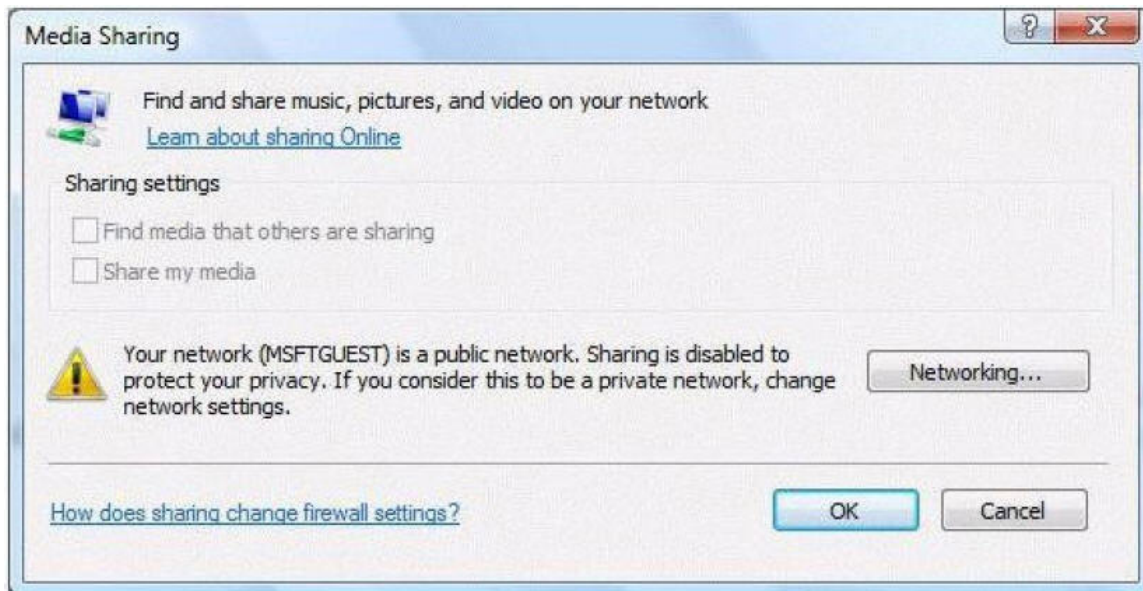 Media Sharing
Find and share music, pictures, and video on your network
Learn about sharing Online
Sharing settings
Find media that others are sharing
Share my media
Your network (MSFTGUEST) is a public network. Sharing is disabled to
protect your privacy. If you consider this to be a private network, change
network settings.
Networking...
How does sharing change firewall settings?
OK
Cancel